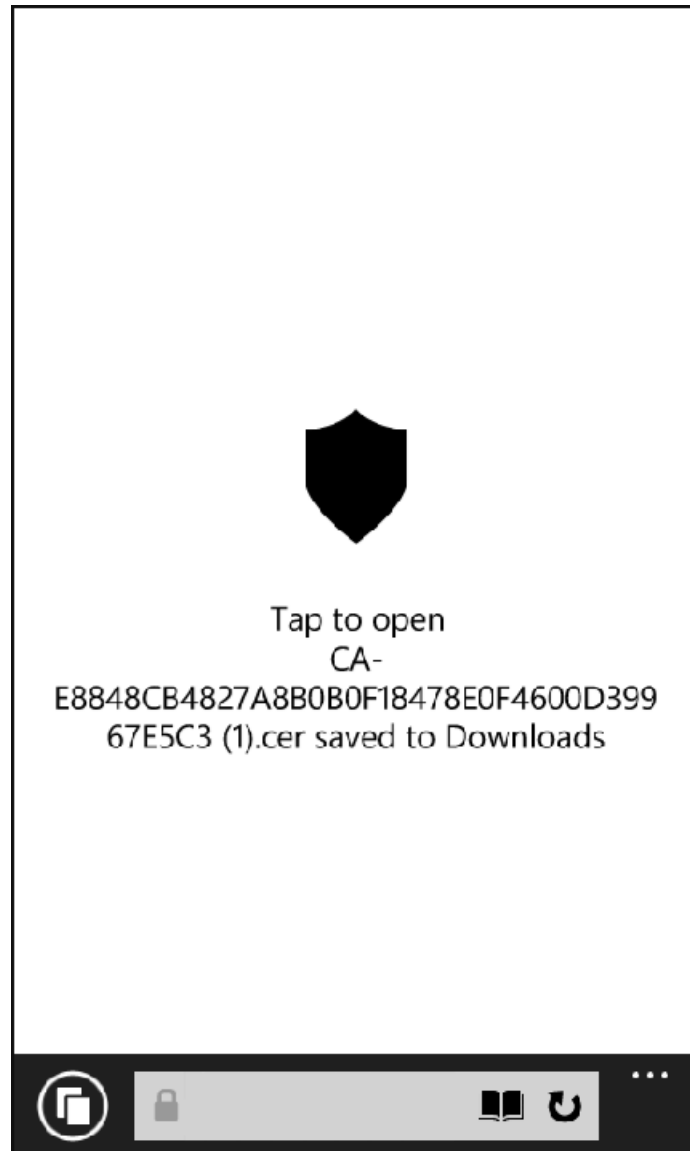 Tap to open
CA-
E8848CB4827A8B0B0F18478E0F4600D399
67E5C3 (1).cer saved to Downloads